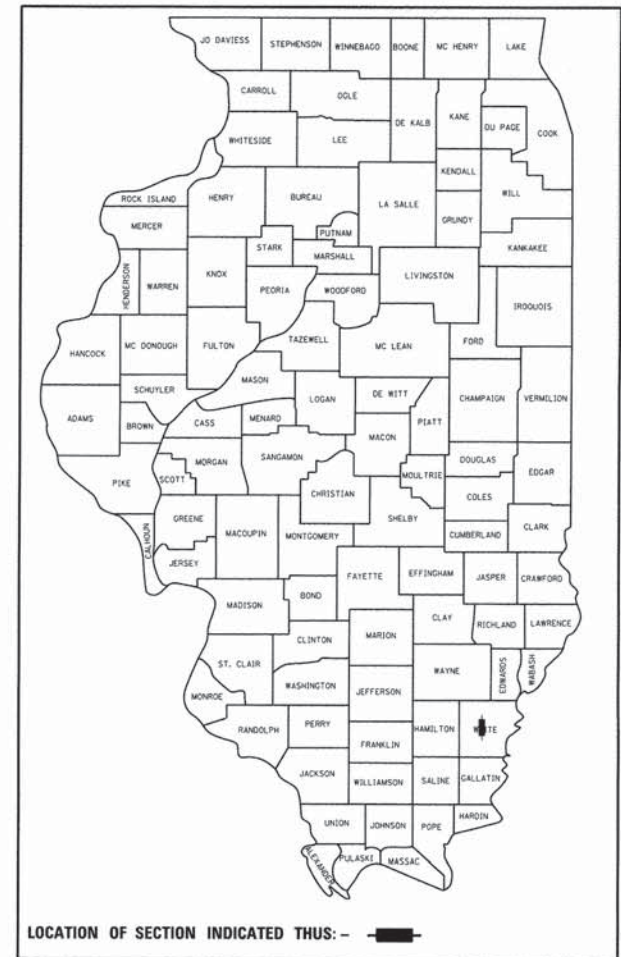 JO DAVIESS
STEPHENSON
WINNEBAGO
BOONE
MC HENRY
LAKE
CARROLL
OGLE
DE KALB
KANE
DU PAGE
COOK
WHITESIDE
LEE
KENDALL
WILL
ROCK ISLAND
HENRY
BUREAU
LA SALLE
GRUNDY
MERCER
PUTNAM
STARK
MARSHALL
KANKAKEE
HENDERSON
WARREN
KNOX
PEORIA
WOODFORD
LIVINGSTON
IROQUOIS
HANCOCK
MC DONOUGH
FULTON
TAZEWELL
MC LEAN
FORD
MASON
SCHUYLER
LOGAN
DE WITT
CHAMPAIGN
VERMILION
ADAMS
BROWN
CASS
MENARD
MACON
PIATT
PIKE
SCOTT
MORGAN
SANGAMON
CHRISTIAN
MOULTRIE
DOUGLAS
EDGAR
COLES
CALHOUN
GREENE
MACOUPIN
MONTGOMERY
SHELBY
CUMBERLAND
CLARK
JERSEY
FAYETTE
EFFINGHAM
JASPER
CRAWFORD
MADISON
BOND
CLAY
RICHLAND
LAWRENCE
CLINTON
MARION
ST. CLAIR
WAYNE
EDWARDS
WABASH
WASHINGTON
JEFFERSON
MONROE
RANDOLPH
PERRY
HAMILTON
FRANKLIN
JACKSON
WILLIAMSON
SALINE
GALLATIN
UNION
JOHNSON
POPE
HARDIN
ALEXANDER
PULASKI
MASSAC
LOCATION OF SECTION INDICATED THUS: -